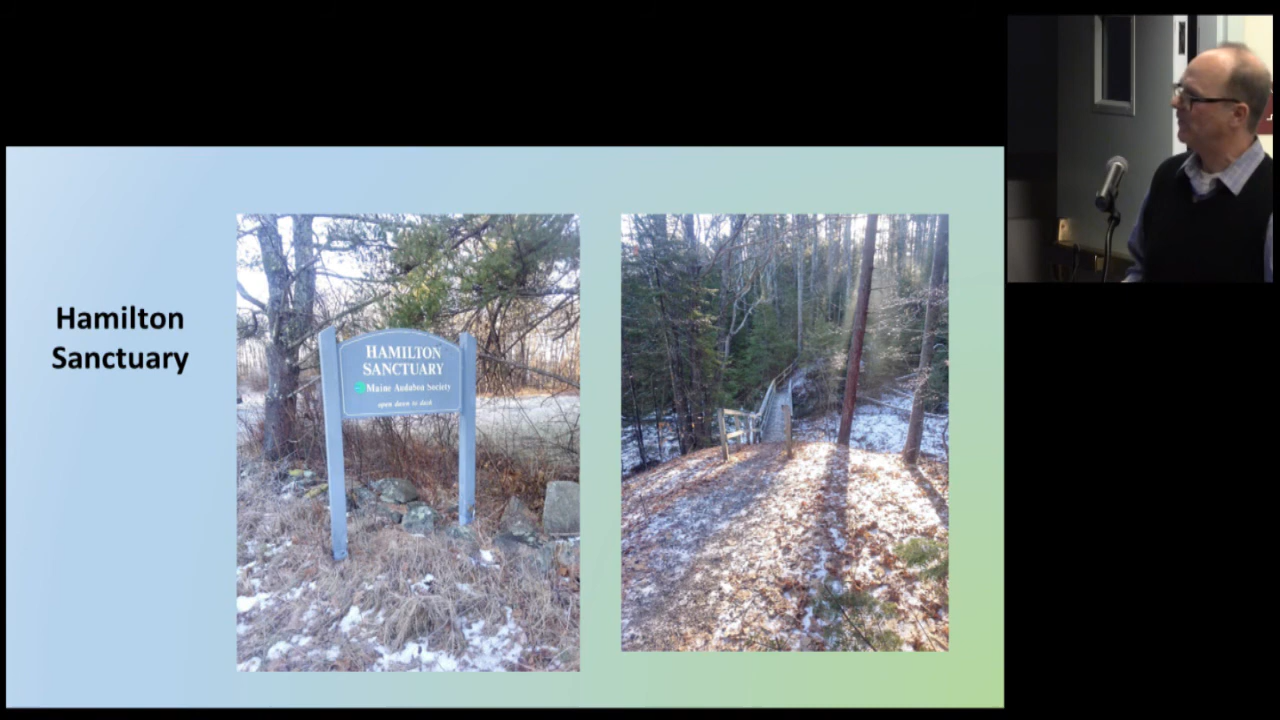 Hamilton
Sanctuary
HAMILTON
SANCTUARY
Maine Audubon Society
open dawn to dusk